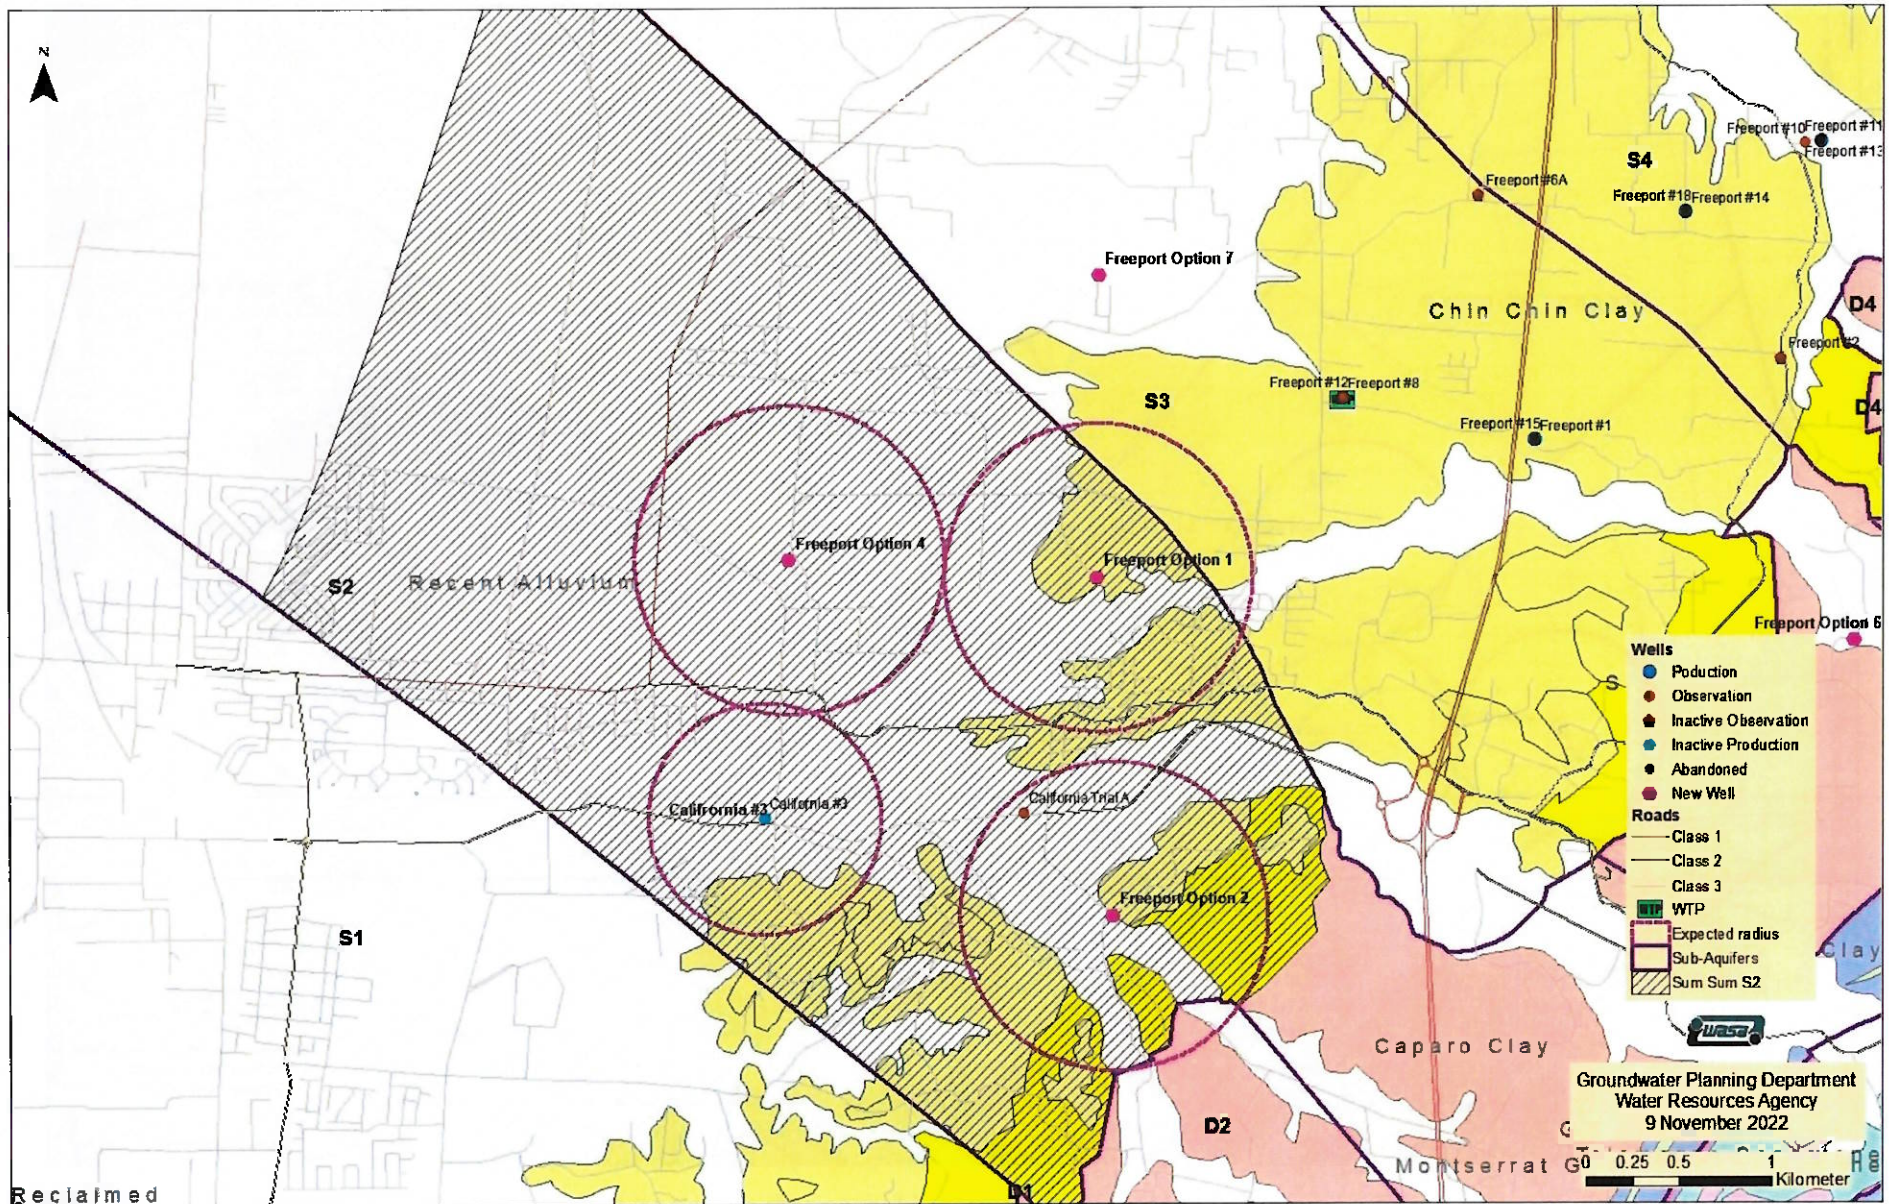 N
Freeport #10
Freeport #11
Freeport #13
S4
Freeport #6A
Freeport #18
Freeport #14
Freeport Option 7
Chin Chin Clay
D4
Freeport #2
Freeport #12
Freeport #8
S3
D4
Freeport #15
Freeport #1
Freeport Option 4
Freeport Option 1
S2
Recent Alluvium
Freeport Option 6
S
California #3
California #3
California Trial A
Freeport Option 2
S1
Clay
Caparo Clay
D2
Montserrat G
D1
Reclaimed
Wells
Poduction
Observation
Inactive Observation
Inactive Production
Abandoned
New Well
Roads
Class 1
Class 2
Class 3
WTP WTP
Expected radius
Sub-Aquifers
Sum Sum S2
wasa
Groundwater Planning Department
Water Resources Agency
9 November 2022
0 0.25 0.5 1
Kilometer